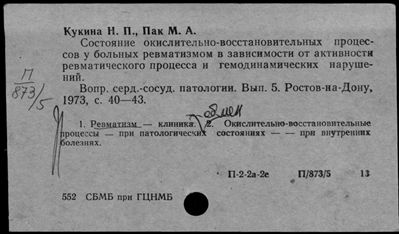 Кукина Н. П., Пак М. А.
Состояние окислительно-восстановительных процес-
сов у больных ревматизмом в зависимости от активности
ревматического процесса и гемодинамических наруше-
ний.
П
873/5
Вопр. серд.-сосуд. патологии. Вып. 5. Ростов-на-Дону,
1973, с. 40—43.
обмен
1. Ревматизм — клиника. 2. Окислительно-восстановительные
процессы — при патологических состояниях — — при внутренних
болезнях.
П-2-2а-2е П/873/5 13
552 СБМБ при ГЦНМБ